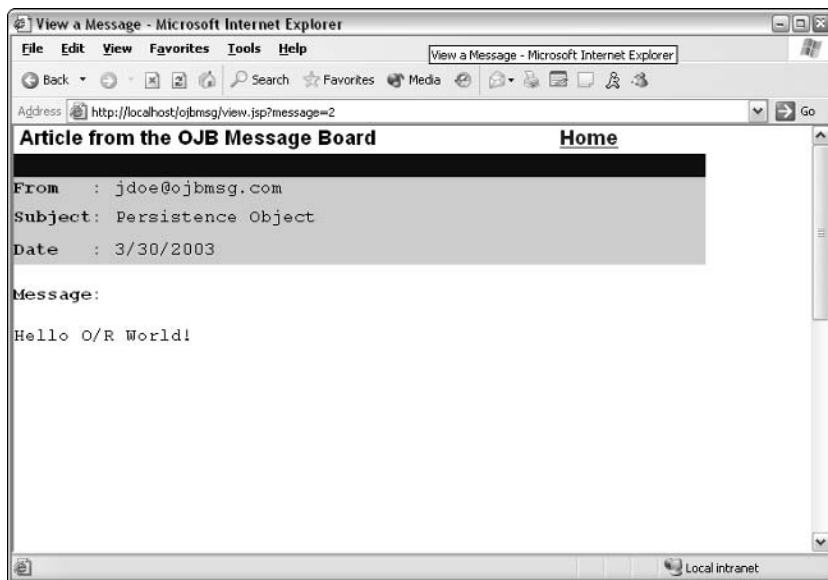 View a Message - Microsoft Internet Explorer
File Edit View Favorites Tools Help
View a Message - Microsoft Internet Explorer
Back Search Favorites Media
Address http://localhost/ojbmsg/view.jsp?message=2 Go
Article from the OJB Message Board Home
From : jdoe@ojbmsg.com
Subject: Persistence Object
Date : 3/30/2003
Message:
Hello O/R World!
Local intranet